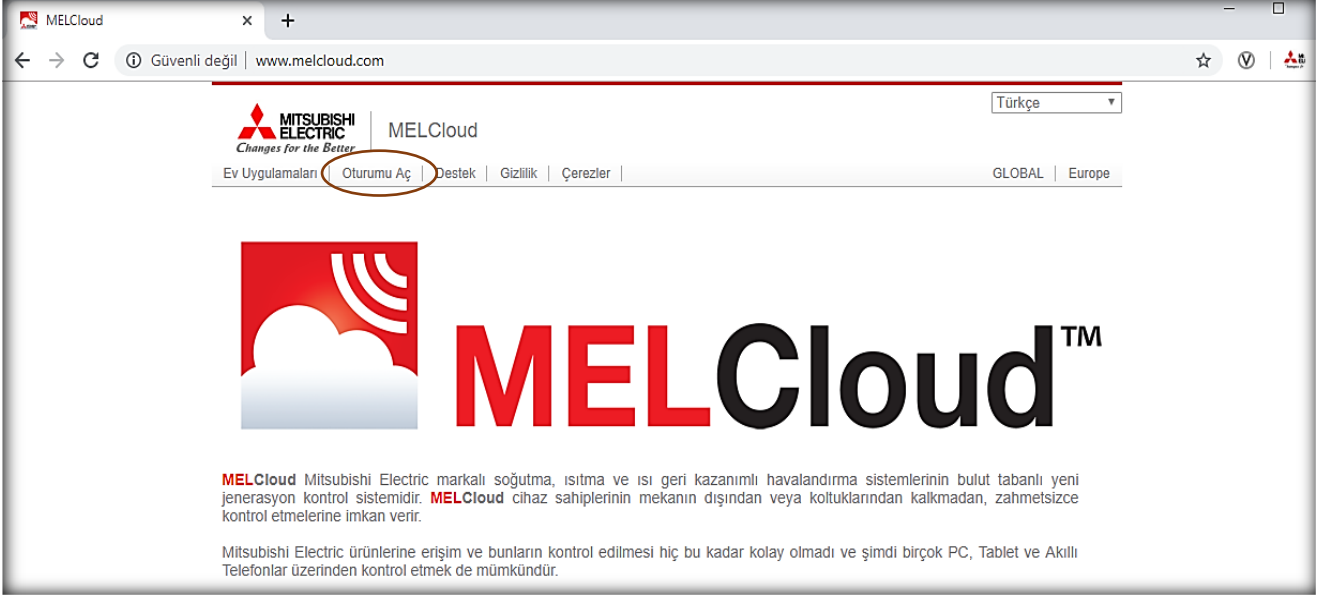 MELCloud
Güvenli değil | www.melcloud.com
Türkçe
MITSUBISHI
ELECTRIC
Changes for the Better
MELCloud
Ev Uygulamaları | Oturumu Aç | Destek | Gizlilik | Çerezler |
GLOBAL | Europe
MELCloud™
MELCloud Mitsubishi Electric markalı soğutma, ısıtma ve ısı geri kazanımlı havalandırma sistemlerinin bulut tabanlı yeni
jenerasyon kontrol sistemidir. MELCloud cihaz sahiplerinin mekanın dışından veya koltuklarından kalkmadan, zahmetsizce
kontrol etmelerine imkan verir.
Mitsubishi Electric ürünlerine erişim ve bunların kontrol edilmesi hiç bu kadar kolay olmadı ve şimdi birçok PC, Tablet ve Akıllı
Telefonlar üzerinden kontrol etmek de mümkündür.